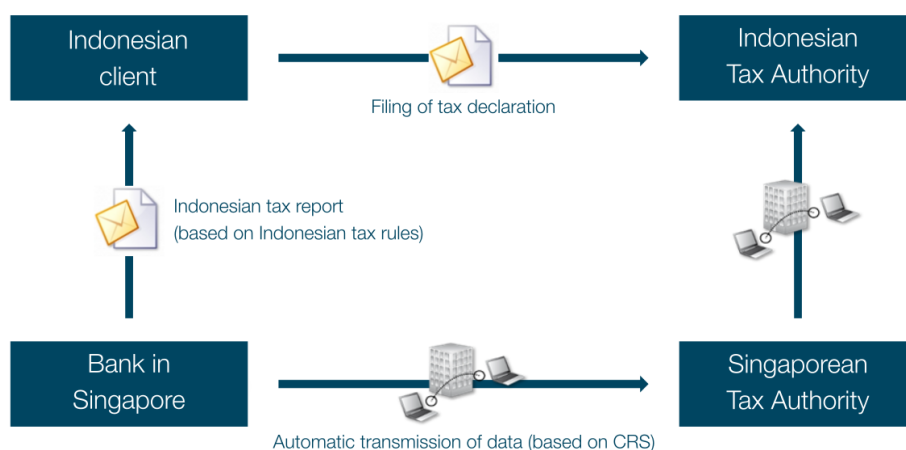 Indonesian
client
Indonesian
Tax Authority
Filing of tax declaration
Indonesian tax report
(based on Indonesian tax rules)
Bank in
Singapore
Singaporean
Tax Authority
Automatic transmission of data (based on CRS)